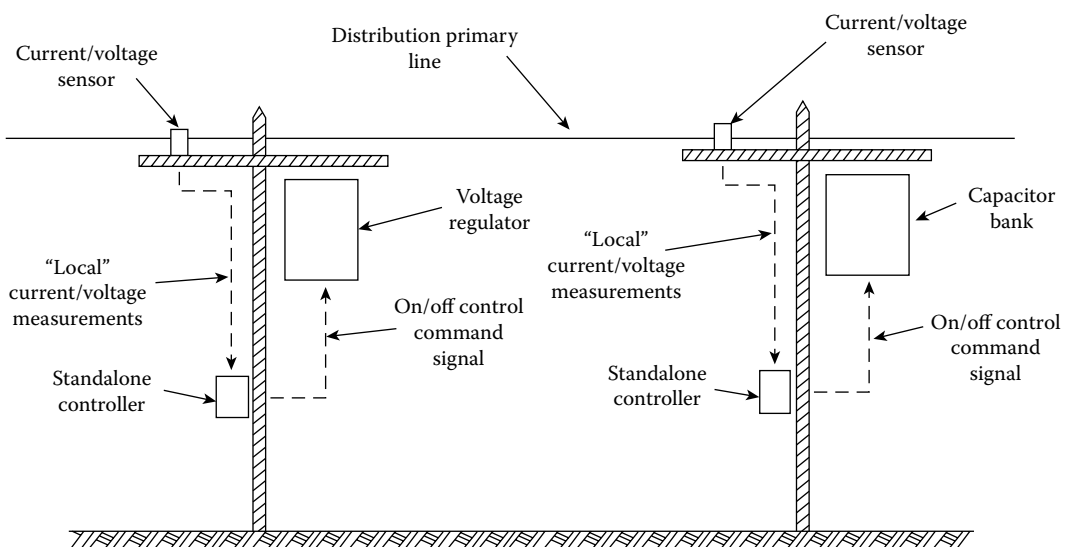 Current/voltage
sensor
Distribution primary
line
Current/voltage
sensor
Voltage
regulator
“Local”
current/voltage
measurements
On/off control
command
signal
Standalone
controller
Capacitor
bank
“Local”
current/voltage
measurements
On/off control
command
signal
Standalone
controller